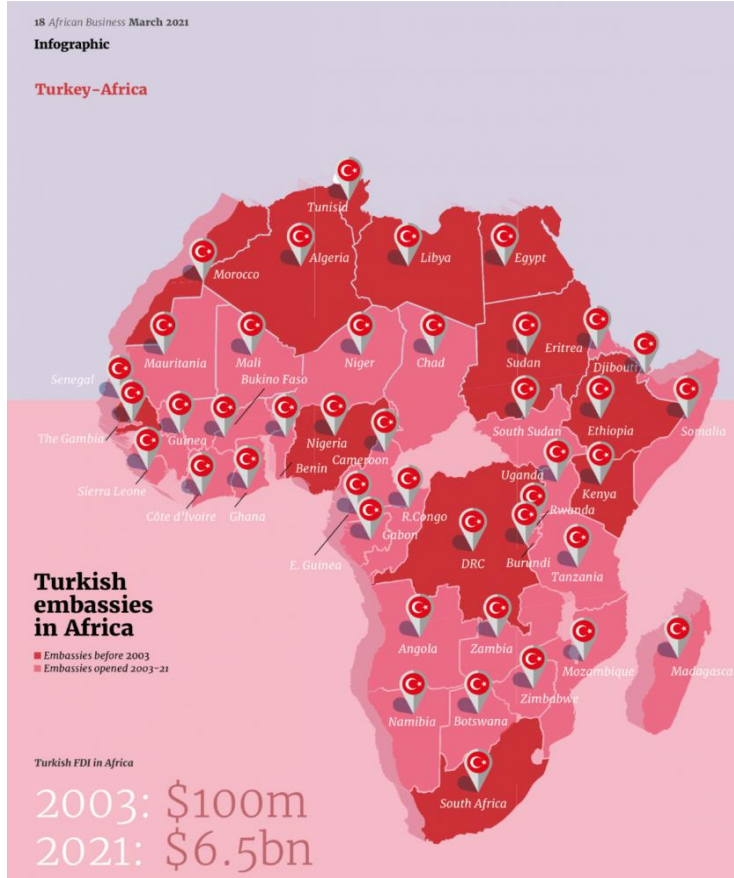 18 African Business March 2021
Infographic
Turkey-Africa
Tunisia
Morocco
Algeria
Libya
Egypt
Mauritania
Mali
Niger
Chad
Sudan
Eritrea
Djibouti
Senegal
Bukino Faso
The Gambia
Guinea
Nigeria
South Sudan
Ethiopia
Somalia
Benin
Cameroon
Sierra Leone
Côte d'Ivoire
Ghana
Uganda
Kenya
R.Congo
Rwanda
E. Guinea
Gabon
DRC
Burundi
Tanzania
Turkish
embassies
in Africa
Embassies before 2003
Embassies opened 2003-21
Angola
Zambia
Mozambique
Madagasca
Zimbabwe
Namibia
Botswana
South Africa
Turkish FDI in Africa
2003: $100m
2021: $6.5bn